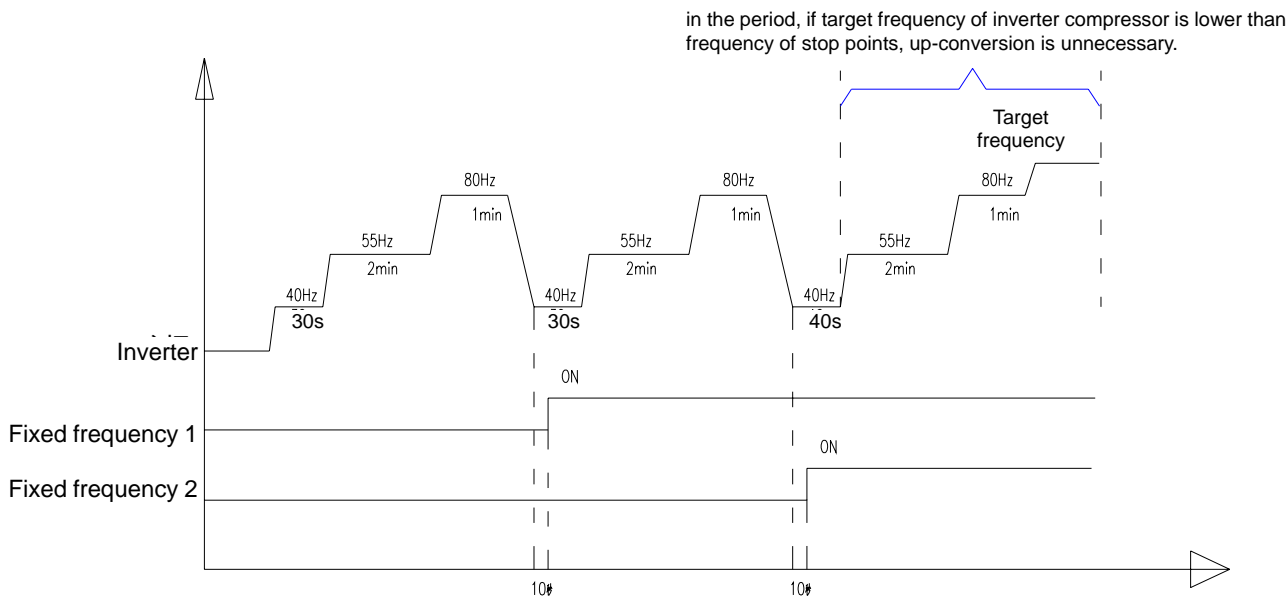 in the period, if target frequency of inverter compressor is lower than
frequency of stop points, up-conversion is unnecessary.
Target
frequency
80Hz
1min
80Hz
1min
80Hz
1min
55Hz
2min
55Hz
2min
55Hz
2min
40Hz
30s
40Hz
30s
40Hz
40s
Inverter
ON
Fixed frequency 1
ON
Fixed frequency 2